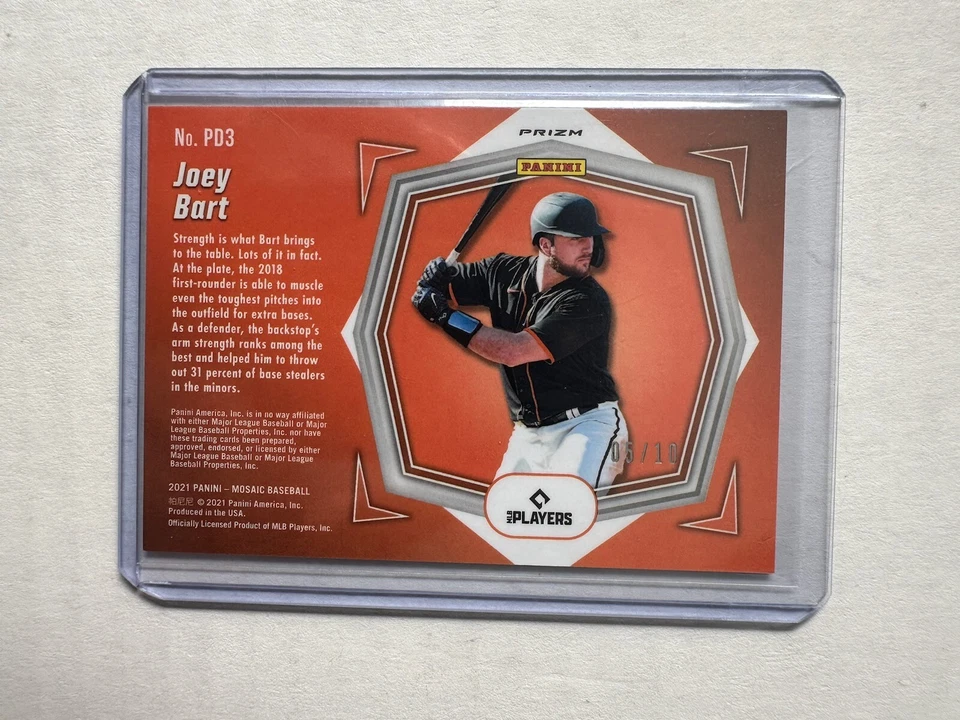 No. PD3
Joey
Bart
Strength is what Bart brings
to the table. Lots of it in fact.
At the plate, the 2018
first-rounder is able to muscle
even the toughest pitches into
the outfield for extra bases.
As a defender, the backstop's
arm strength ranks among the
best and helped him to throw
out 31 percent of base stealers
in the minors.
Panini America, Inc. is in no way affiliated
with either Major League Baseball or Major
League Baseball Properties, Inc. nor have
these trading cards been prepared,
approved, endorsed, or licensed by either
Major League Baseball or Major League
Baseball Properties, Inc.
2021 PANINI – MOSAIC BASEBALL
帕尼尼 © 2021 Panini America, Inc.
Produced in the USA.
Officially Licensed Product of MLB Players, Inc.
PRIZM
PANINI
05/10
MLB PLAYERS